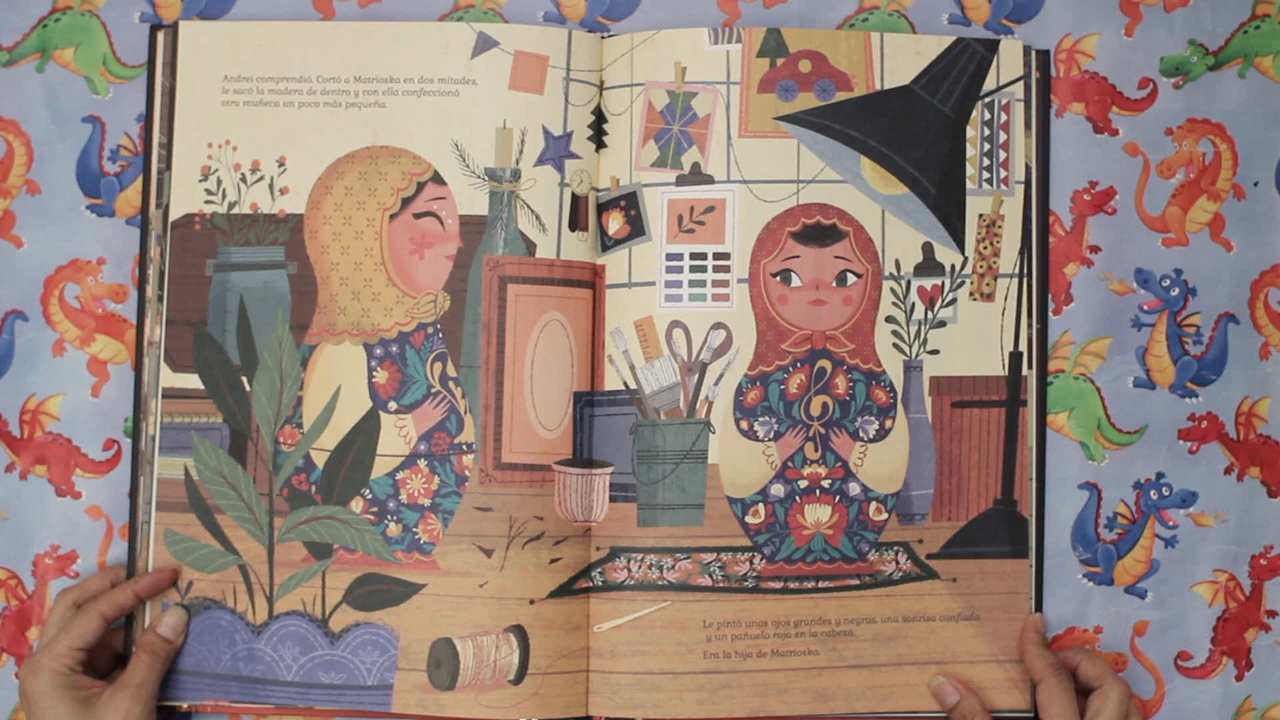 Andrei comprendió. Cortó a Matrioska en dos mitades,
le sacó la madera de dentro y con ella confeccionó
otra muñeca un poco más pequeña.
Le pintó unos ojos grandes y negros, una sonrisa confiada
y un pañuelo rojo en la cabeza.
Era la hija de Matrioska.